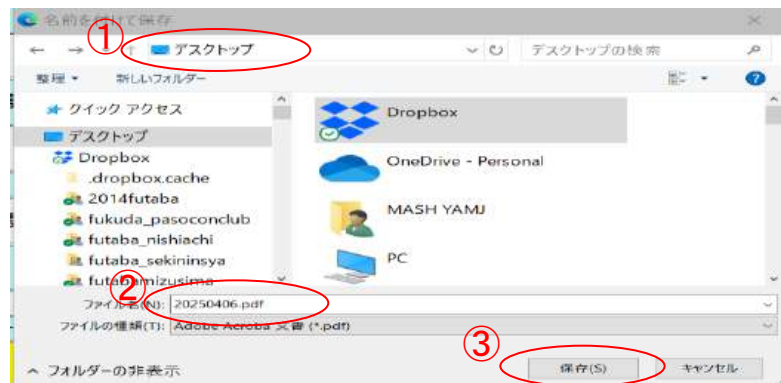 名前を付けて保存
①
デスクトップ
デスクトップの検索
整理
新しいフォルダー
クイック アクセス
デスクトップ
Dropbox
.dropbox.cache
2014futaba
fukuda_pasoconclub
futaba_nishiachi
futaba_sekininsya
futabamizusima
Dropbox
OneDrive - Personal
MASH YAMJ
PC
②
ファイル名(N): 20250406.pdf
ファイルの種類(T): Adobe Acroba 文書 (*.pdf)
③
フォルダーの非表示
保存(S)
キャンセル